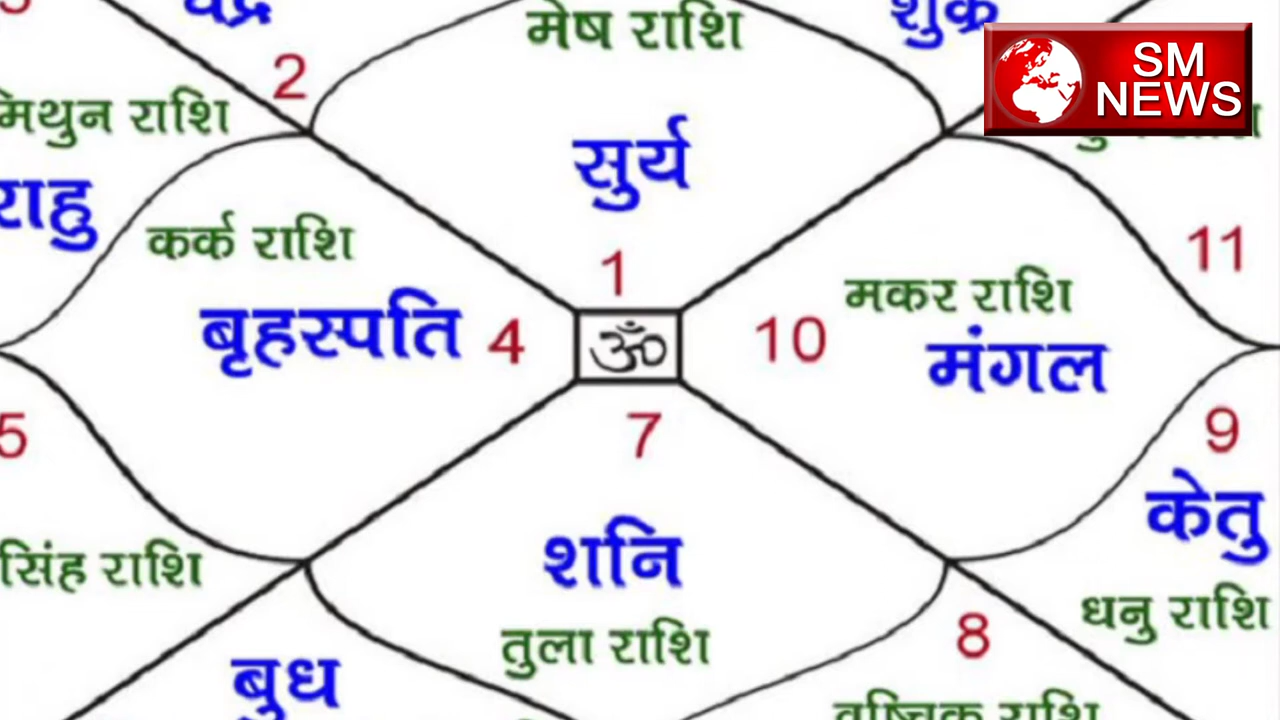 चंद्र
मेष राशि
शुक्र
SM
NEWS
2
मिथुन राशि
सुर्य
राहु
कर्क राशि
11
1
मकर राशि
बृहस्पति 4
ॐ
10
मंगल
5
7
9
केतु
शनि
सिंह राशि
धनु राशि
8
तुला राशि
बुध
वृष्चिक राशि